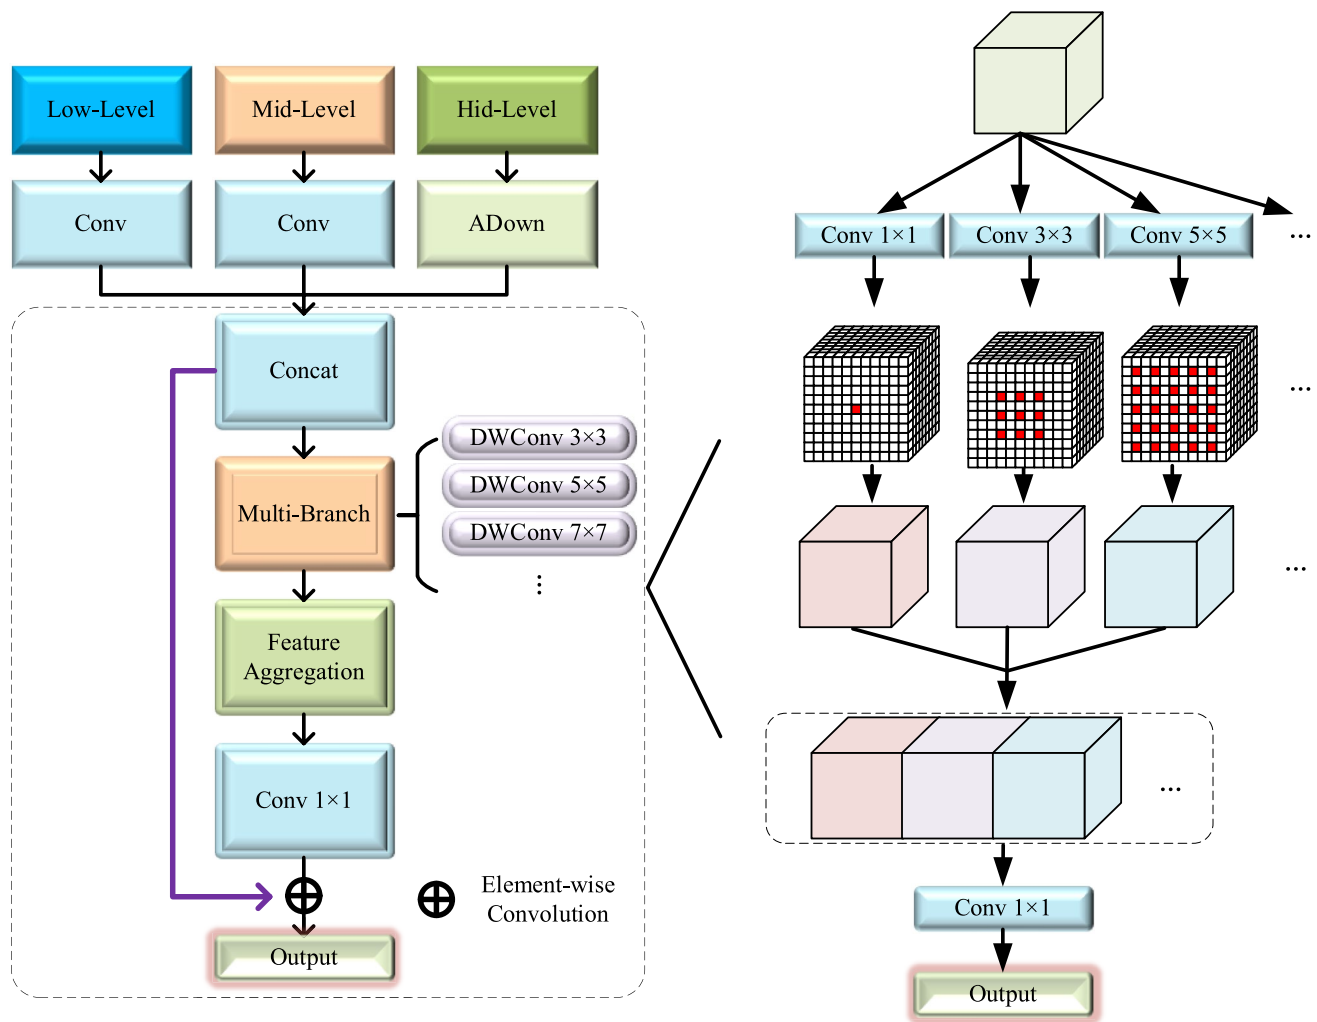 Low-Level
Mid-Level
Hid-Level
Conv
Conv
ADown
Concat
Multi-Branch
DWConv 3×3
DWConv 5×5
DWConv 7×7
...
Feature
Aggregation
Conv 1×1
Element-wise
Convolution
Output
Conv 1×1
Conv 3×3
Conv 5×5
...
...
...
...
Conv 1×1
Output